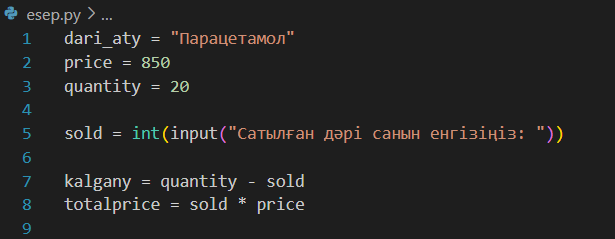 esep.py > ...
1 dari_aty = "Парацетамол"
2 price = 850
3 quantity = 20
4
5 sold = int(input("Сатылған дәрі санын енгізіңіз: "))
6
7 kalgany = quantity - sold
8 totalprice = sold * price
9